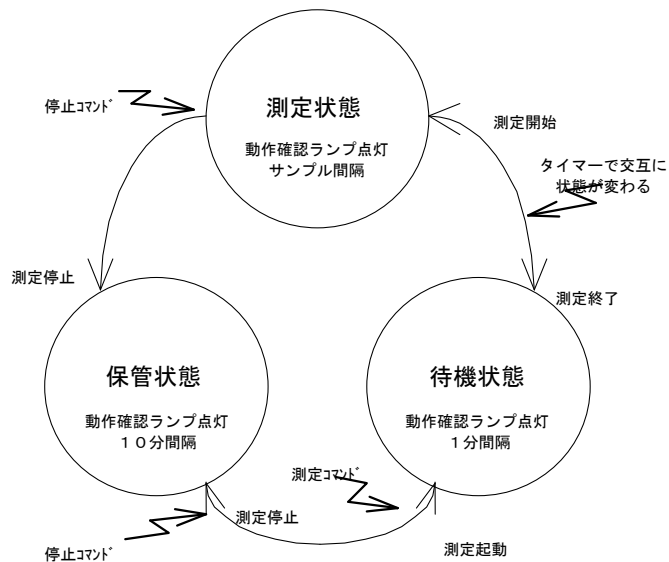 停止ｺﾏﾝﾄﾞ
測定状態
動作確認ランプ点灯
サンプル間隔
測定開始
タイマーで交互に
状態が変わる
測定停止
測定終了
保管状態
動作確認ランプ点灯
１０分間隔
待機状態
動作確認ランプ点灯
１分間隔
測定ｺﾏﾝﾄﾞ
測定停止
停止ｺﾏﾝﾄﾞ
測定起動